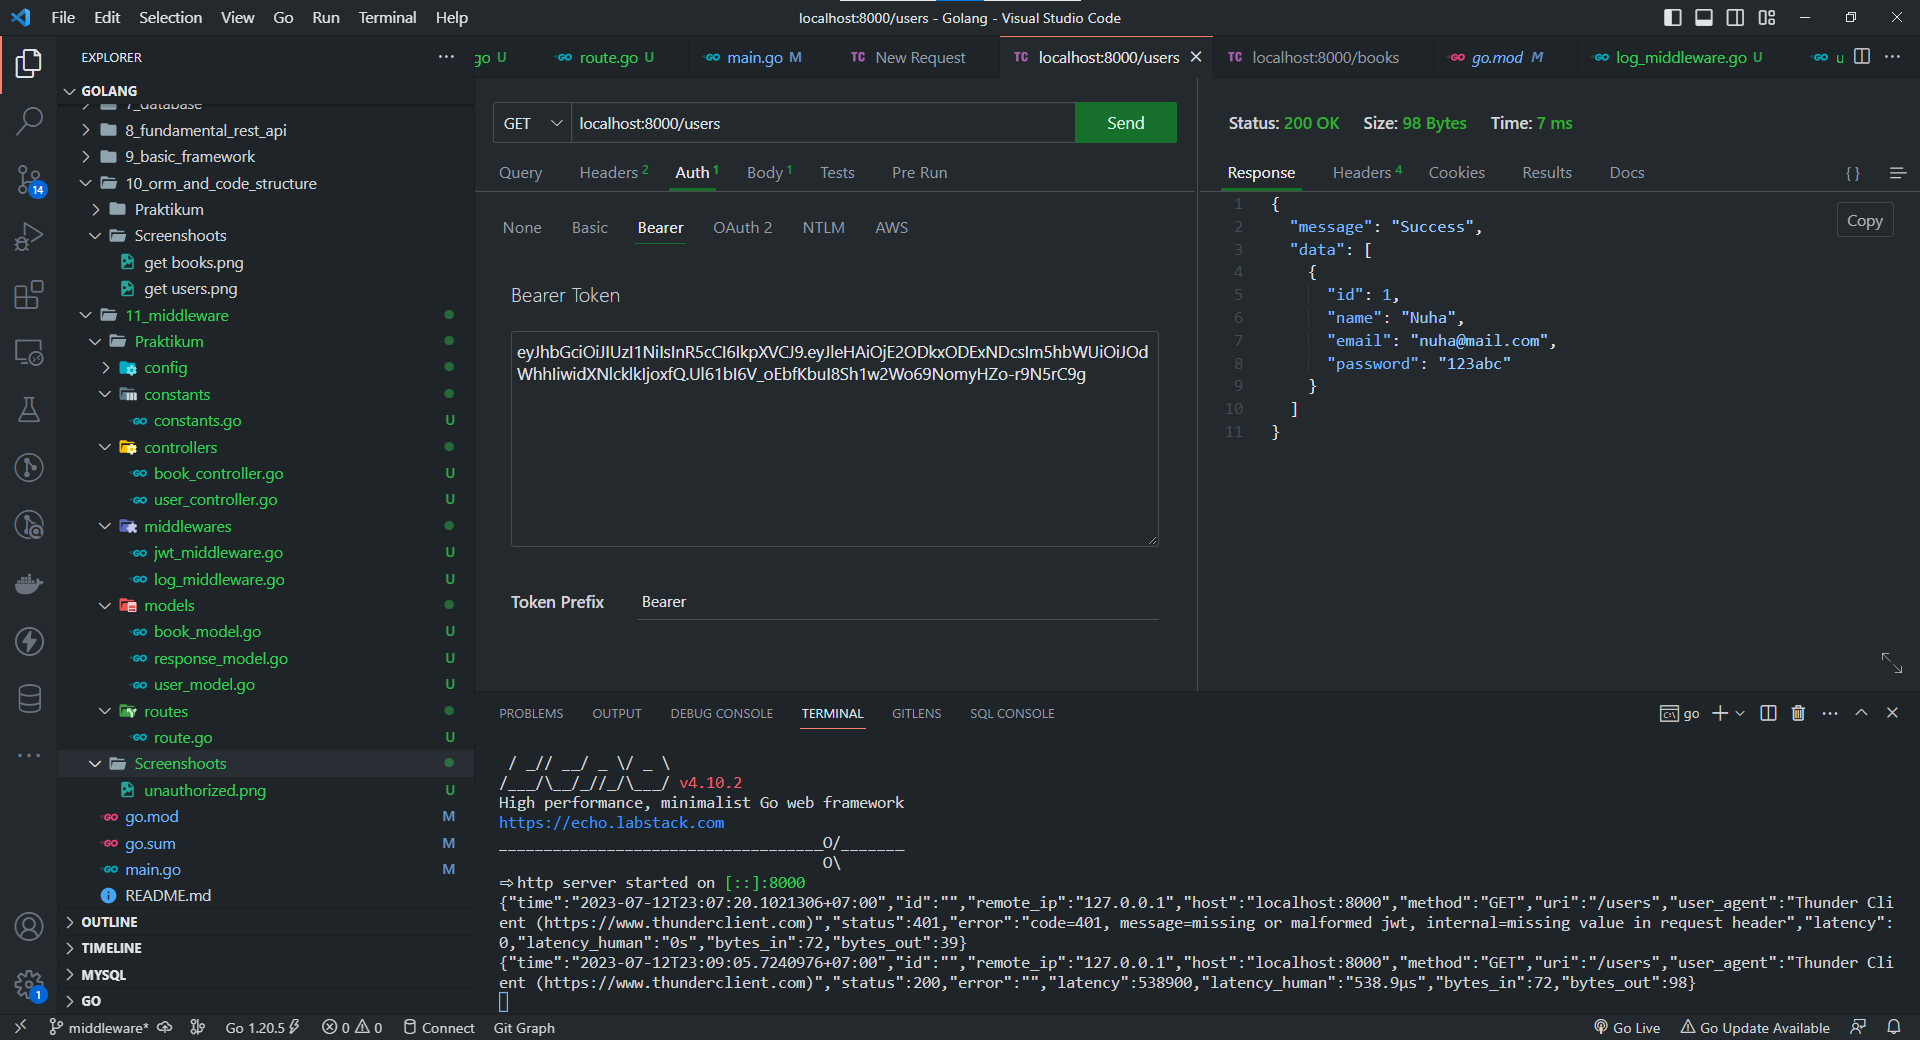 File Edit Selection View Go Run Terminal Help
localhost:8000/users - Golang - Visual Studio Code
EXPLORER
GOLANG
7_database
8_fundamental_rest_api
9_basic_framework
10_orm_and_code_structure
Praktikum
Screenshoots
get books.png
get users.png
11_middleware
Praktikum
config
constants
constants.go U
controllers
book_controller.go U
user_controller.go U
middlewares
jwt_middleware.go U
log_middleware.go U
models
book_model.go U
response_model.go U
user_model.go U
routes
route.go U
Screenshoots
unauthorized.png U
go.mod M
go.sum M
main.go M
README.md
OUTLINE
TIMELINE
MYSQL
GO
14
1
go U
route.go U
main.go M
TC New Request
TC localhost:8000/users
TC localhost:8000/books
go.mod M
log_middleware.go U
u
GET localhost:8000/users Send
Query Headers 2 Auth 1 Body 1 Tests Pre Run
None Basic Bearer OAuth 2 NTLM AWS
Bearer Token
eyJhbGciOiJIUzI1NiIsInR5cCI6IkpXVCJ9.eyJleHAiOjE2ODkxODExNDcsIm5hbWUiOiJOd
WhhIiwidXNlcklkIjoxfQ.Ul61bI6V_oEbfKbuI8Sh1w2Wo69NomyHZo-r9N5rC9g
Token Prefix Bearer
Status: 200 OK Size: 98 Bytes Time: 7 ms
Response Headers 4 Cookies Results Docs { }
Copy
1 {
2 "message": "Success",
3 "data": [
4 {
5 "id": 1,
6 "name": "Nuha",
7 "email": "nuha@mail.com",
8 "password": "123abc"
9 }
10 ]
11 }
PROBLEMS OUTPUT DEBUG CONSOLE TERMINAL GITLENS SQL CONSOLE
go
/ _// __/ _ \/ _ \
/___/\__/_//_/\___/ v4.10.2
High performance, minimalist Go web framework
https://echo.labstack.com
____________________________________O/_______
O\
⇨ http server started on [::]:8000
{"time":"2023-07-12T23:07:20.1021306+07:00","id":"","remote_ip":"127.0.0.1","host":"localhost:8000","method":"GET","uri":"/users","user_agent":"Thunder Cli
ent (https://www.thunderclient.com)","status":401,"error":"code=401, message=missing or malformed jwt, internal=missing value in request header","latency":
0,"latency_human":"0s","bytes_in":72,"bytes_out":39}
{"time":"2023-07-12T23:09:05.7240976+07:00","id":"","remote_ip":"127.0.0.1","host":"localhost:8000","method":"GET","uri":"/users","user_agent":"Thunder Cli
ent (https://www.thunderclient.com)","status":200,"error":"","latency":538900,"latency_human":"538.9µs","bytes_in":72,"bytes_out":98}
middleware* Go 1.20.5 0 0 Connect Git Graph Go Live Go Update Available